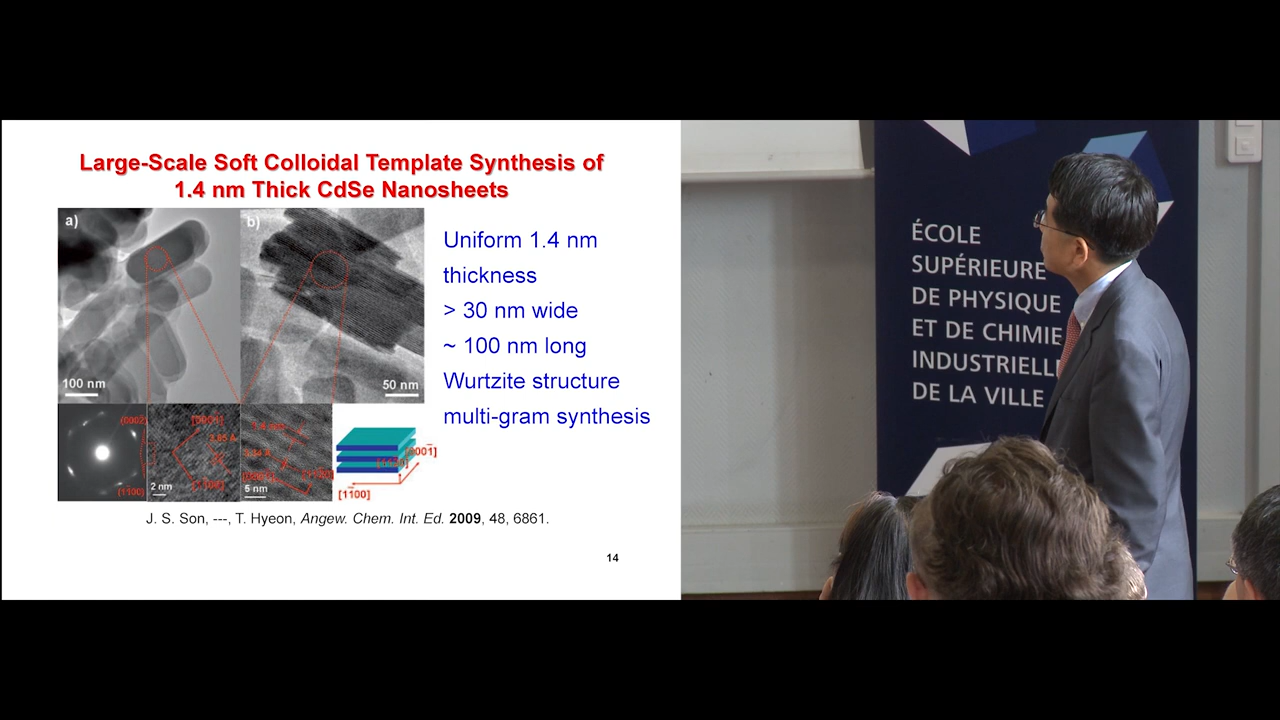 Large-Scale Soft Colloidal Template Synthesis of
1.4 nm Thick CdSe Nanosheets
a)
b)
100 nm
50 nm
2 nm
5 nm
Uniform 1.4 nm
thickness
> 30 nm wide
~ 100 nm long
Wurtzite structure
multi-gram synthesis
J. S. Son, ---, T. Hyeon, Angew. Chem. Int. Ed. 2009, 48, 6861.
14
ÉCOLE
SUPÉRIEURE
DE PHYSIQUE
ET DE CHIMIE
INDUSTRIELL
DE LA VILLE